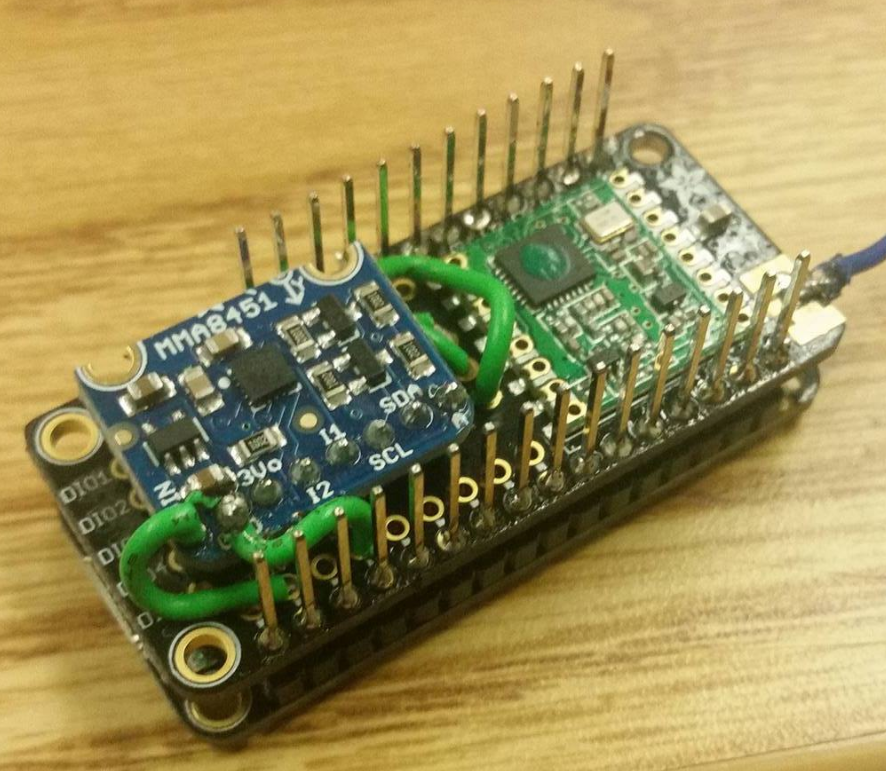 MMA8451
SDA
I1
SCL
3Vo
I2
DIO1
DIO2